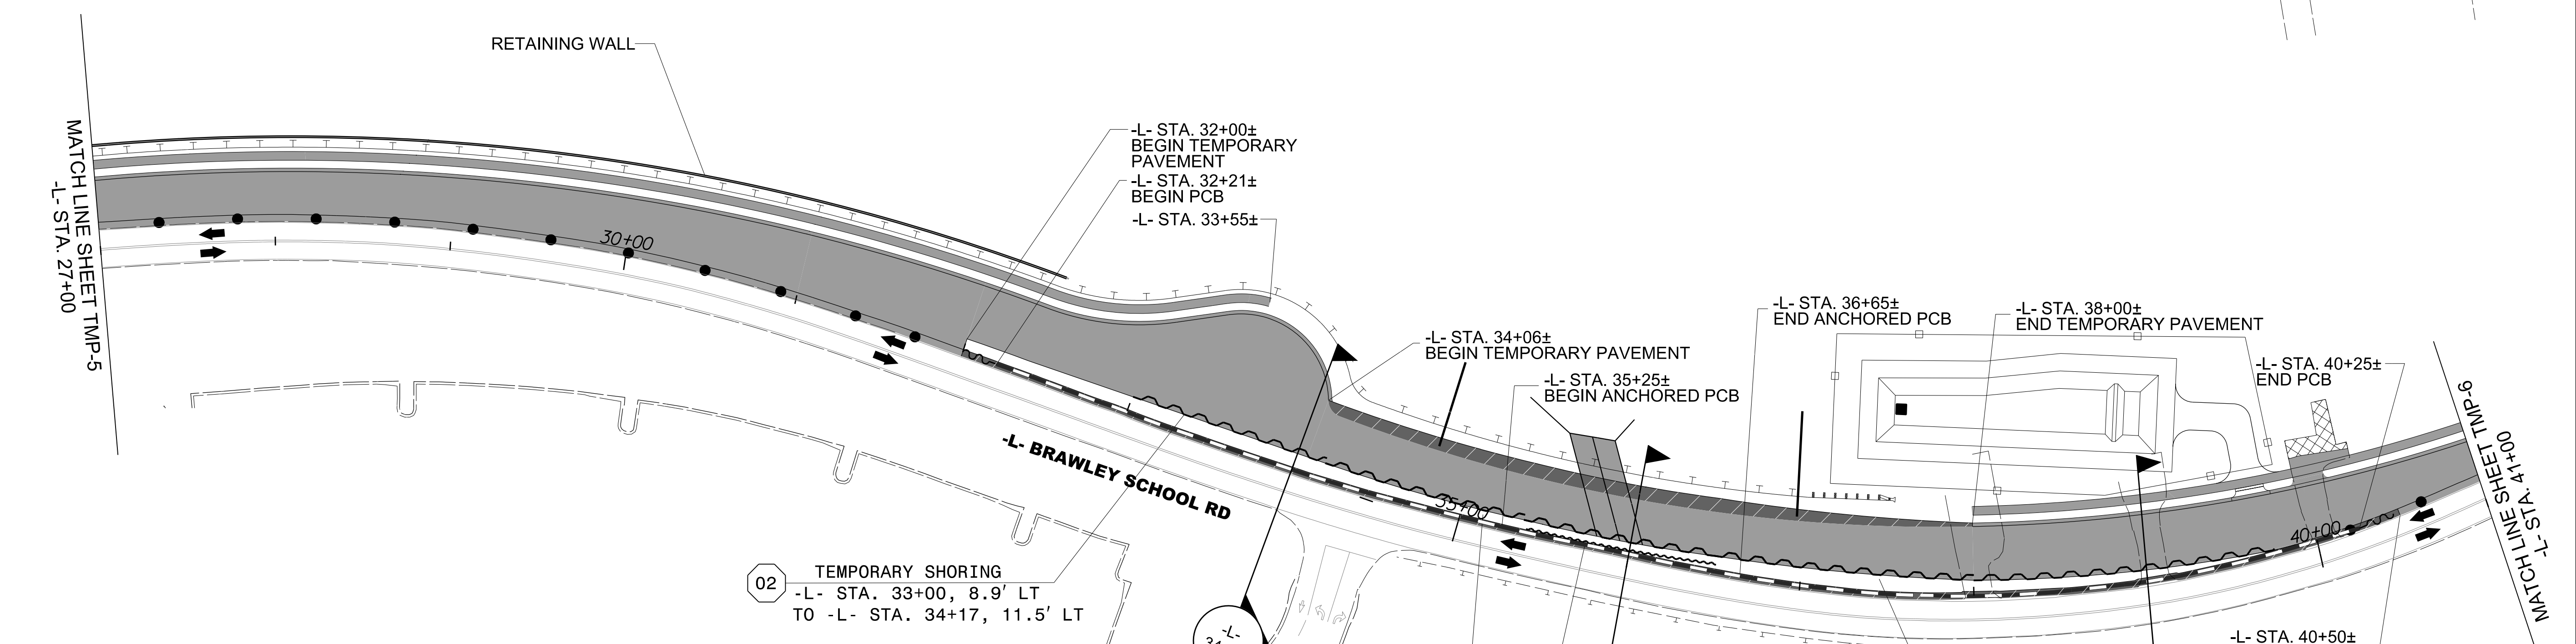 RETAINING WALL
MATCH LINE SHEET TMP-5
-L- STA. 27+00
30+00
-L- STA. 32+00±
BEGIN TEMPORARY
PAVEMENT
-L- STA. 32+21±
BEGIN PCB
-L- STA. 33+55±
-L- STA. 34+06±
BEGIN TEMPORARY PAVEMENT
-L- STA. 35+25±
BEGIN ANCHORED PCB
-L- STA. 36+65±
END ANCHORED PCB
-L- STA. 38+00±
END TEMPORARY PAVEMENT
-L- STA. 40+25±
END PCB
MATCH LINE SHEET TMP-6
-L- STA. 41+00
-L- BRAWLEY SCHOOL RD
35+00
40+00
02
TEMPORARY SHORING
-L- STA. 33+00, 8.9' LT
TO -L- STA. 34+17, 11.5' LT
-L-
-L- STA. 40+50±